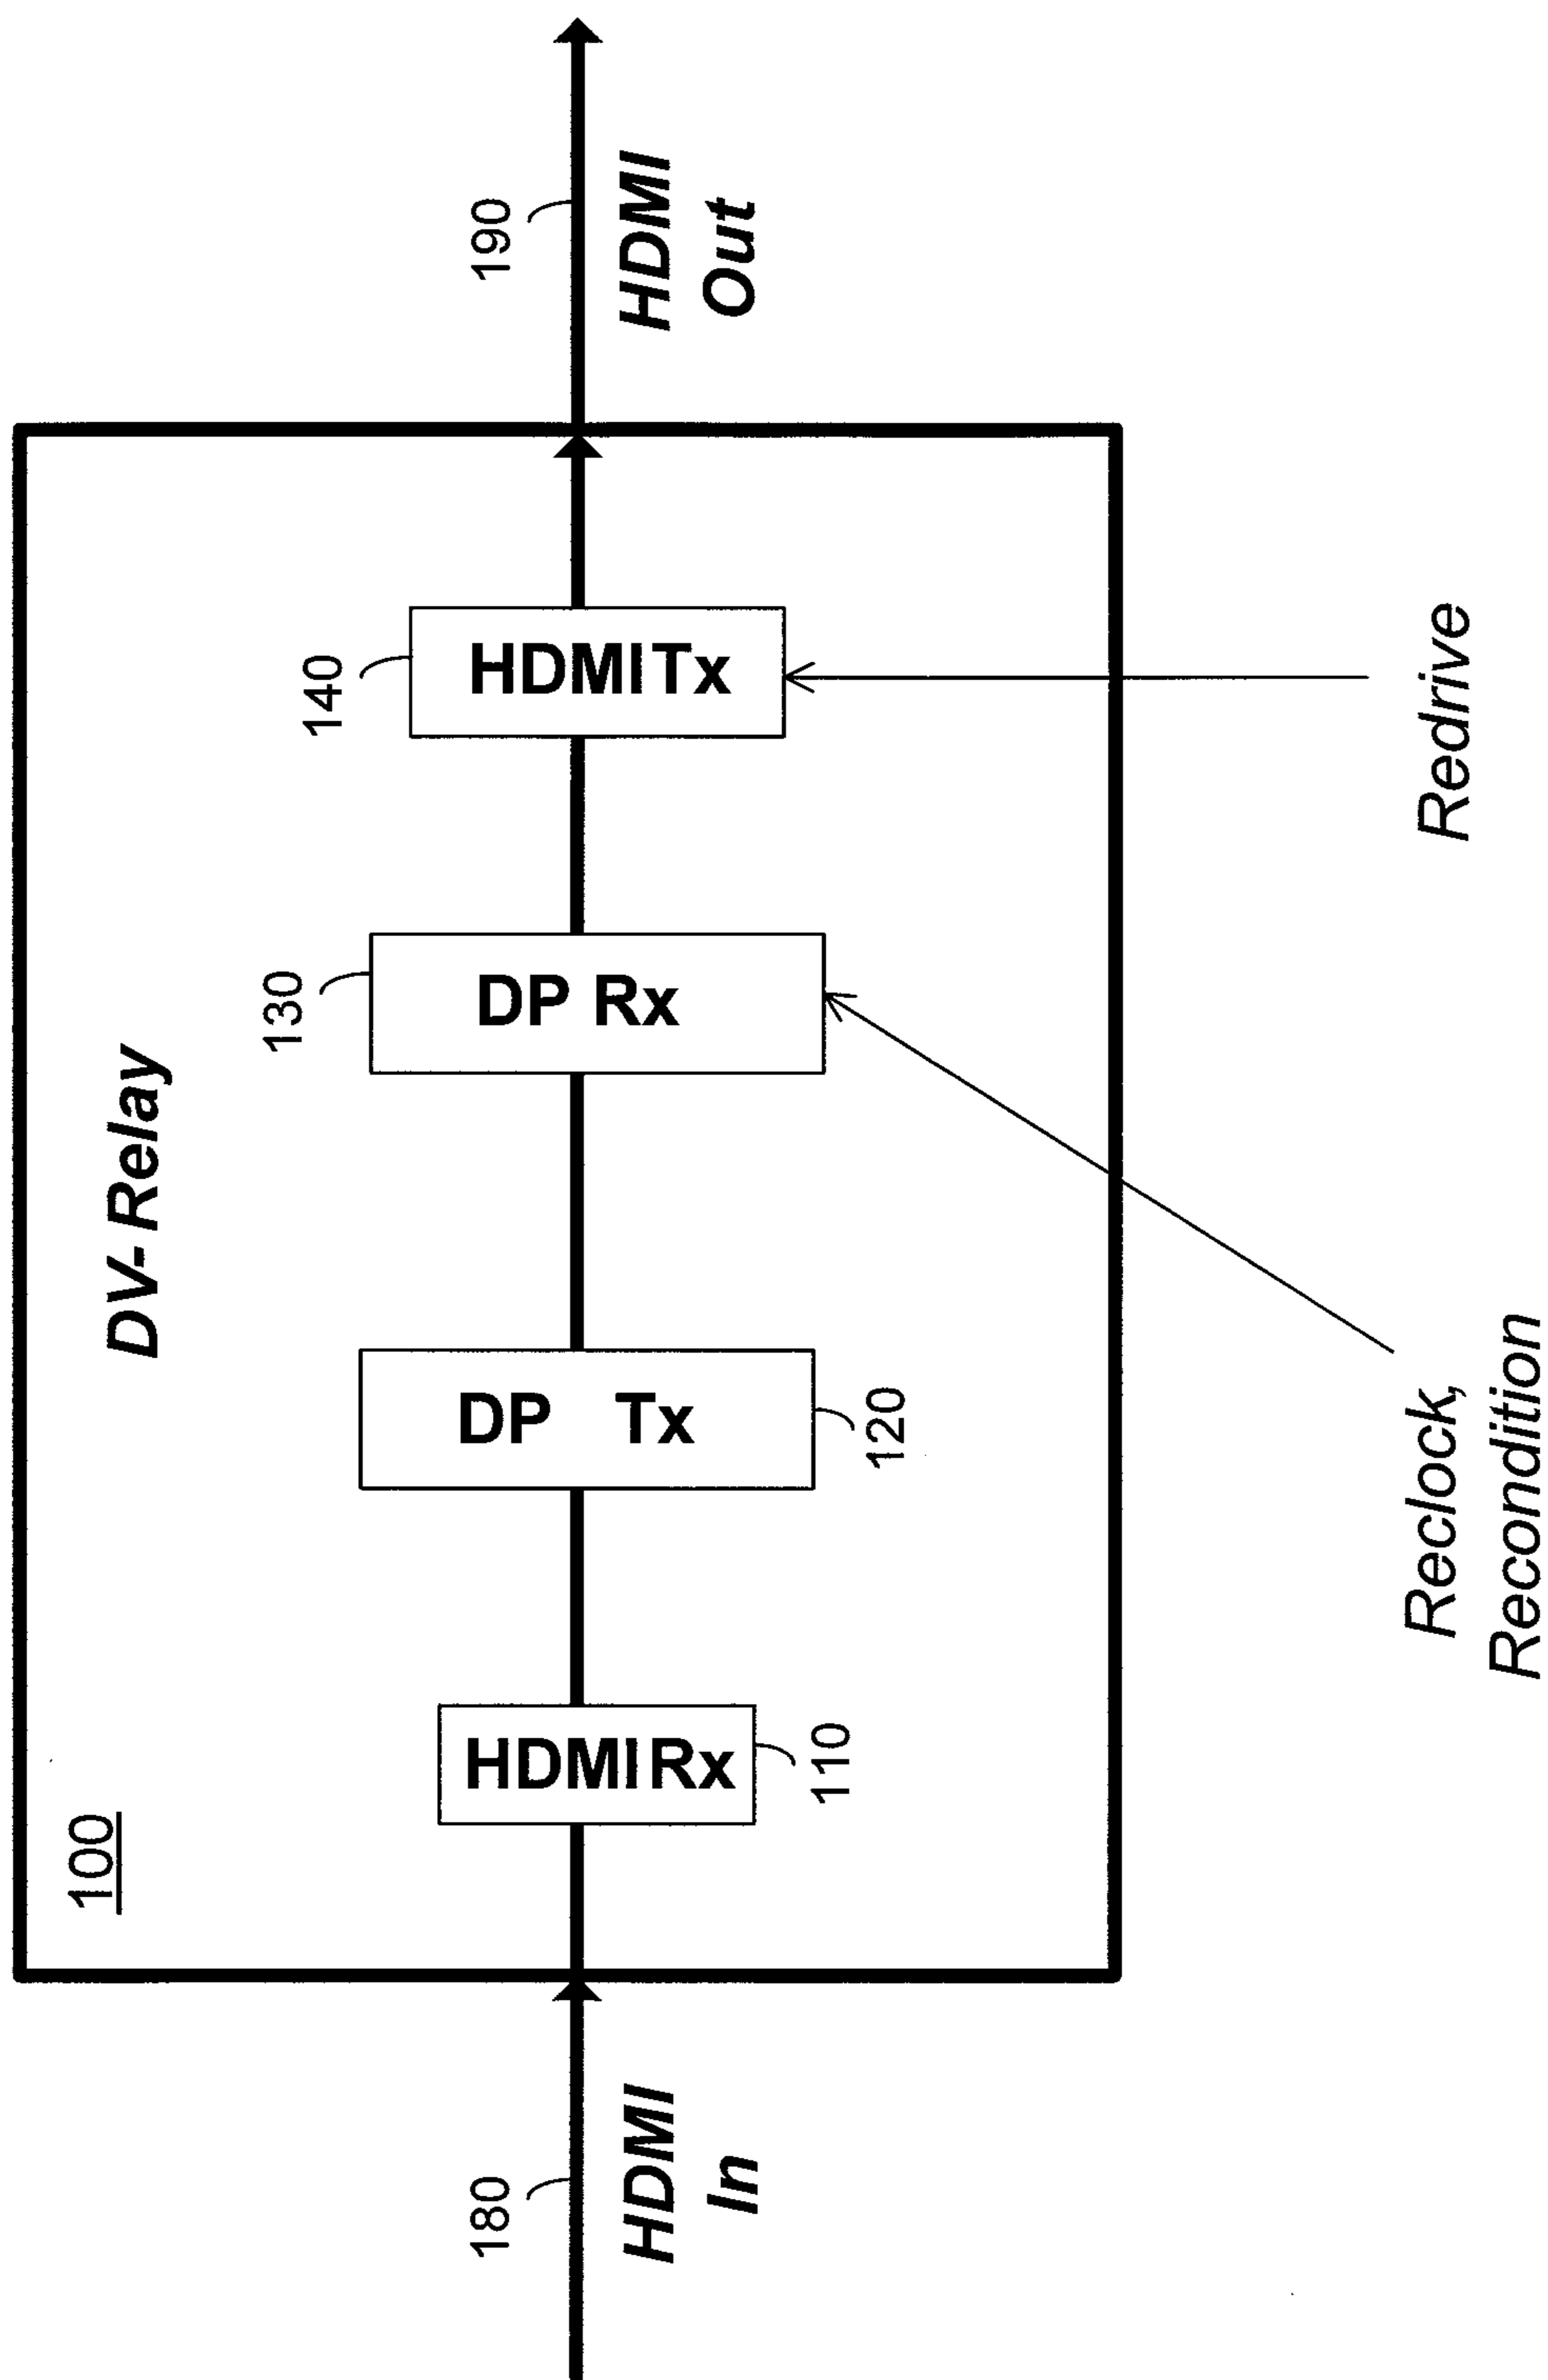 100
DV-Relay
180
HDMI
In
HDMI Rx
110
DP Tx
120
130
DP Rx
140
HDMI Tx
190
HDMI
Out
Reclock,
Recondition
Redrive